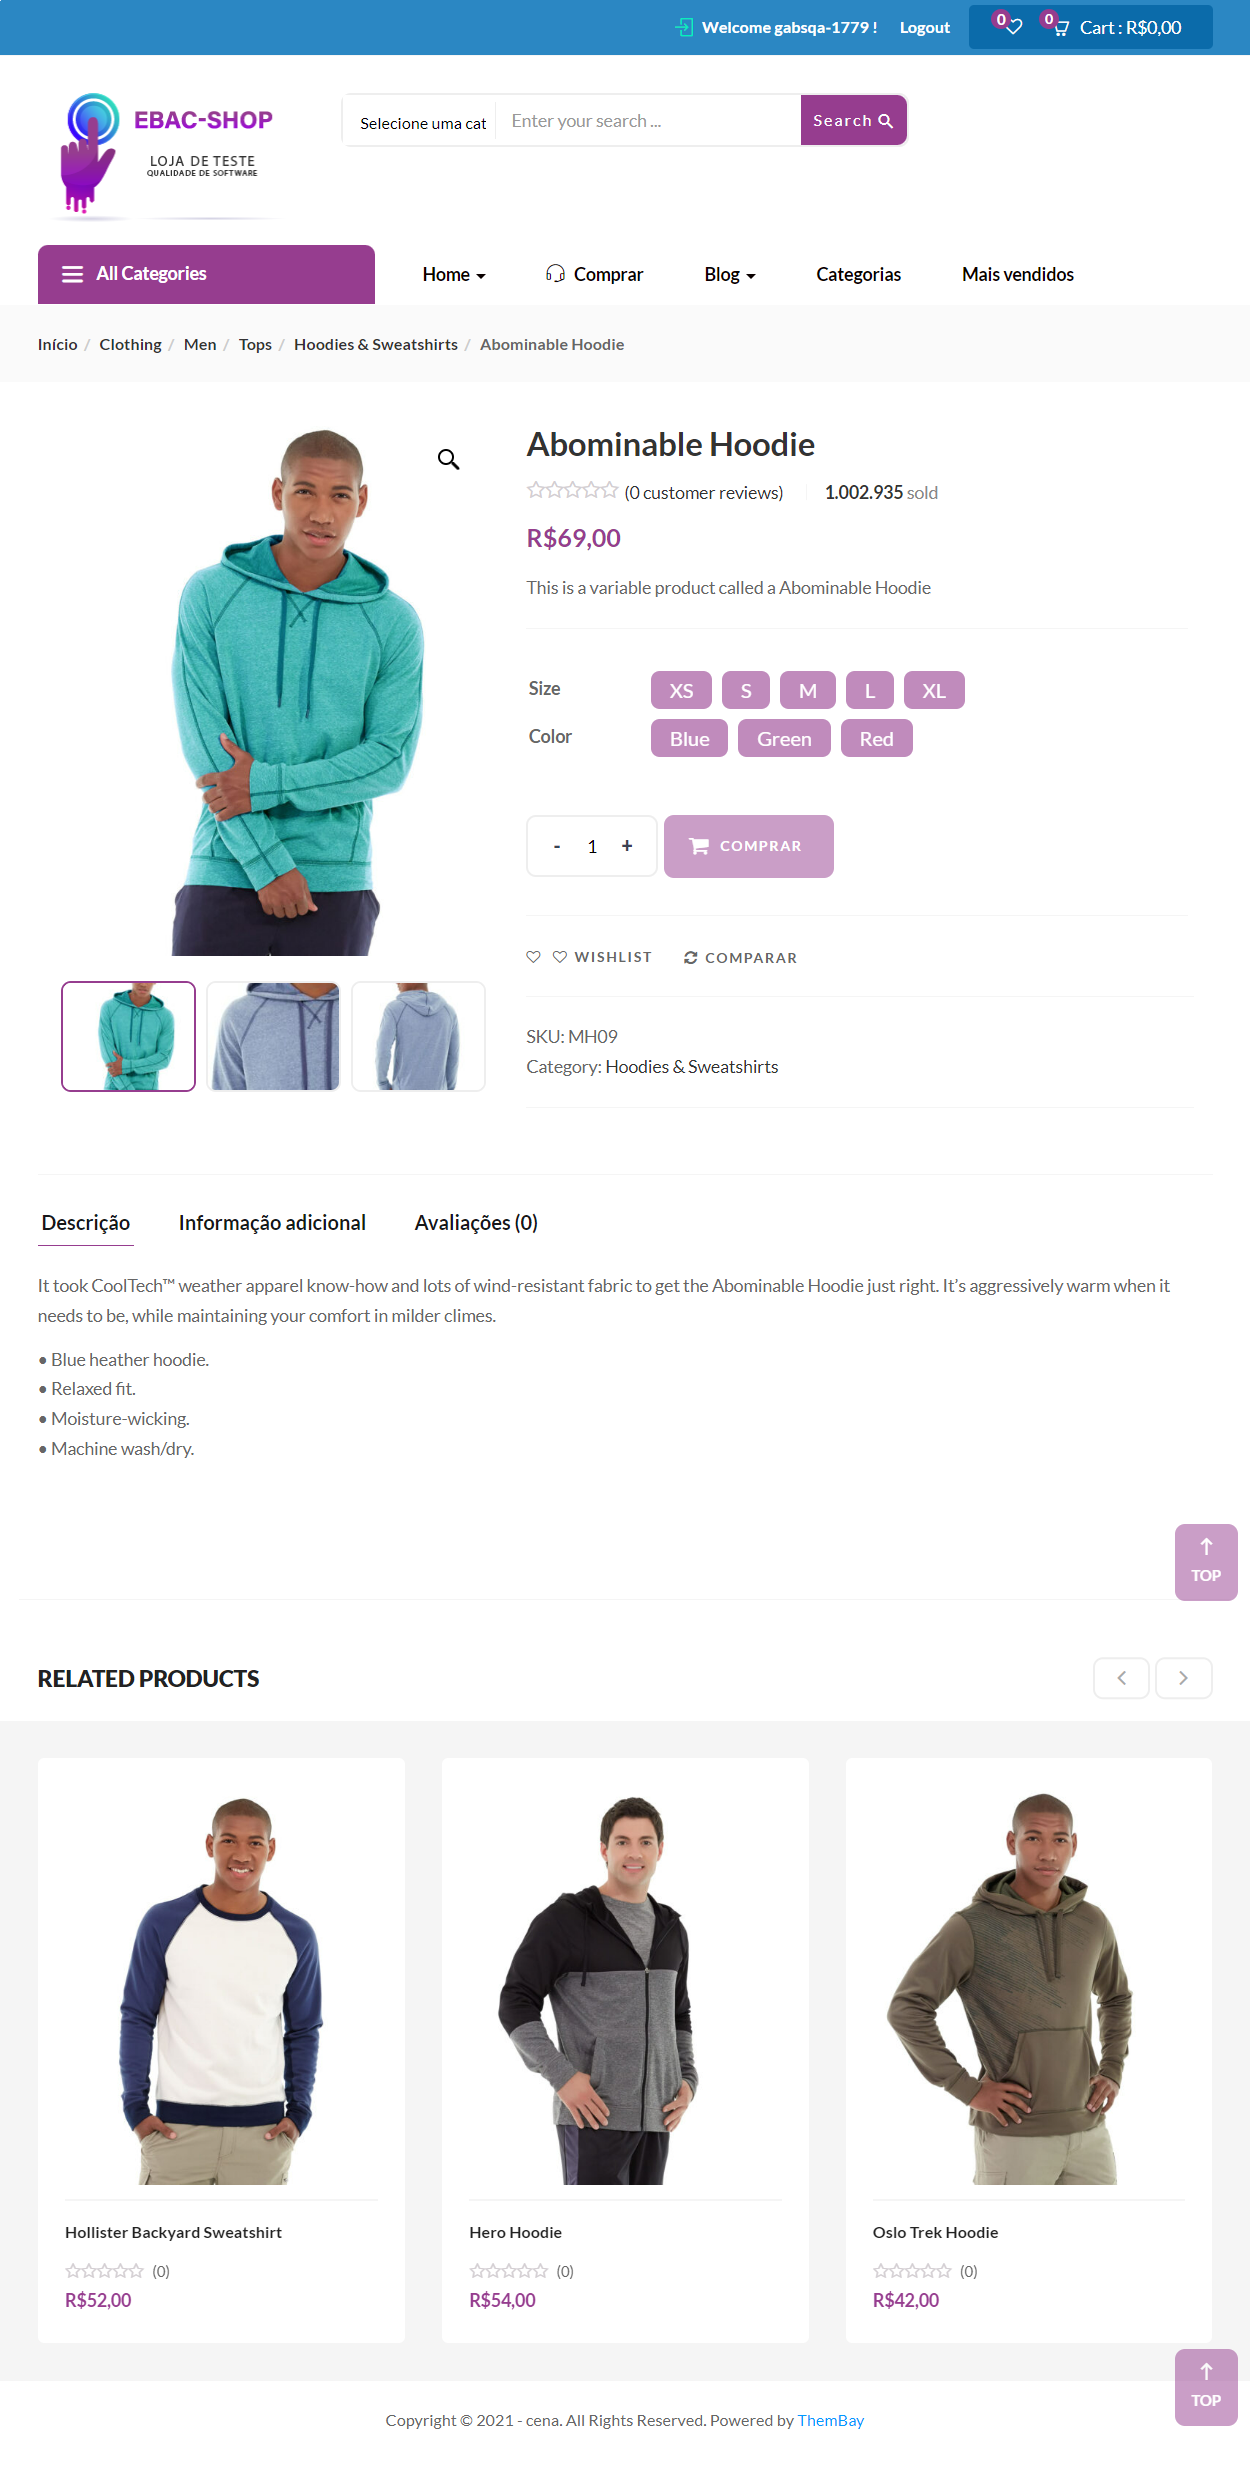 Welcome gabsqa-1779 ! Logout 0 0 Cart : R$0,00
EBAC-SHOP
LOJA DE TESTE
QUALIDADE DE SOFTWARE
Selecione uma cat Enter your search ... Search
All Categories Home Comprar Blog Categorias Mais vendidos
Início / Clothing / Men / Tops / Hoodies & Sweatshirts / Abominable Hoodie
Abominable Hoodie
(0 customer reviews) 1.002.935 sold
R$69,00
This is a variable product called a Abominable Hoodie
Size XS S M L XL
Color Blue Green Red
- 1 + COMPRAR
WISHLIST COMPARAR
SKU: MH09
Category: Hoodies & Sweatshirts
Descrição Informação adicional Avaliações (0)
It took CoolTech™ weather apparel know-how and lots of wind-resistant fabric to get the Abominable Hoodie just right. It’s aggressively warm when it
needs to be, while maintaining your comfort in milder climes.
• Blue heather hoodie.
• Relaxed fit.
• Moisture-wicking.
• Machine wash/dry.
TOP
RELATED PRODUCTS
Hollister Backyard Sweatshirt
(0)
R$52,00
Hero Hoodie
(0)
R$54,00
Oslo Trek Hoodie
(0)
R$42,00
TOP
Copyright © 2021 - cena. All Rights Reserved. Powered by ThemBay